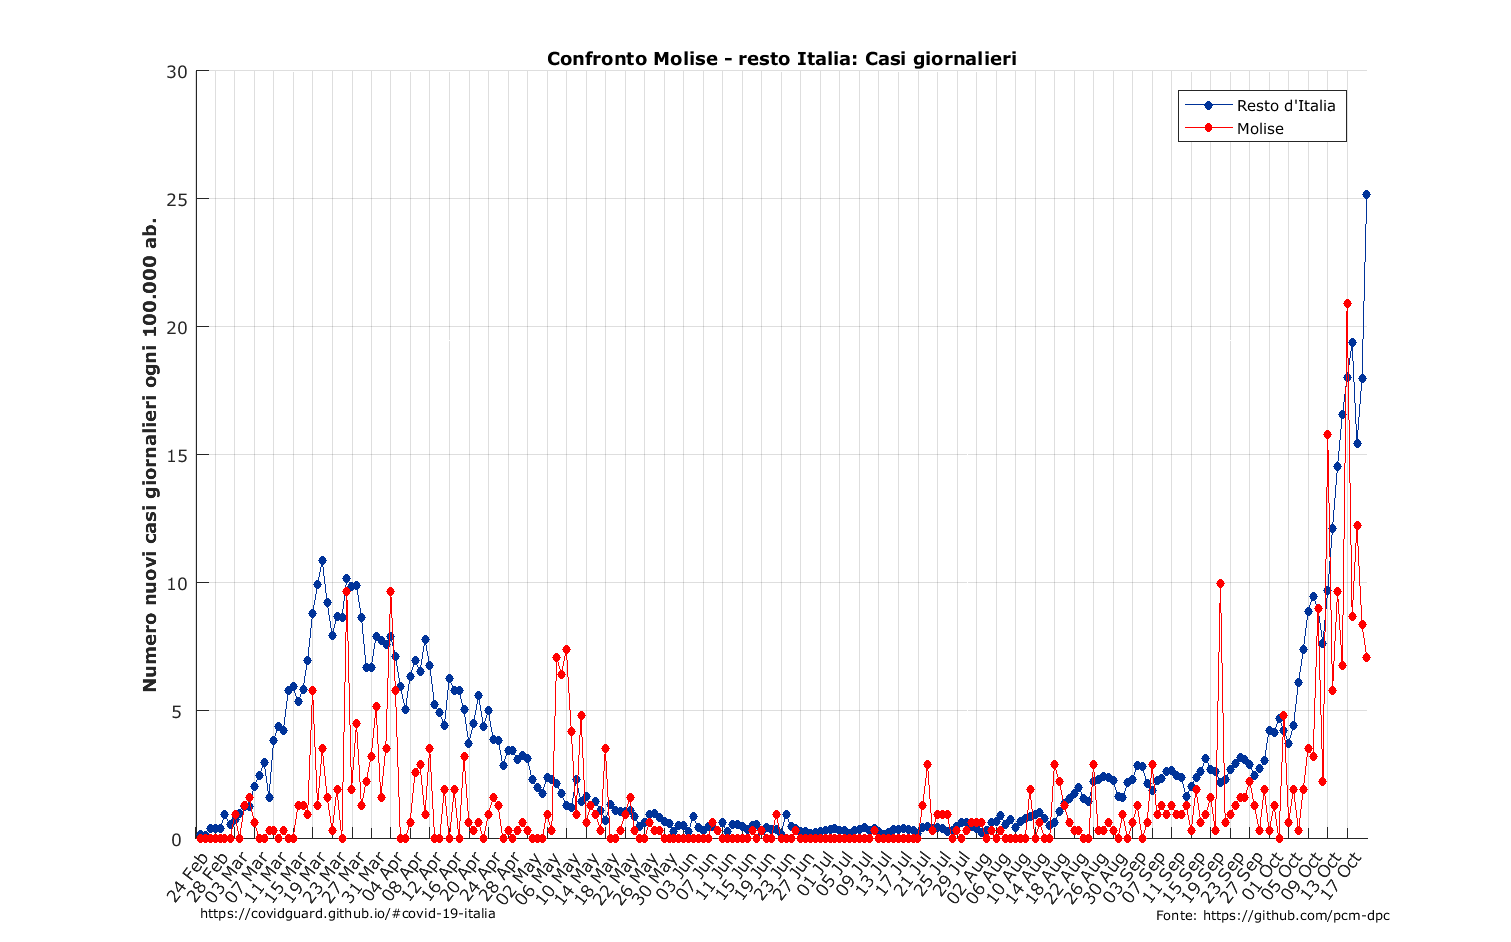 Confronto Molise - resto Italia: Casi giornalieri
Numero nuovi casi giornalieri ogni 100.000 ab.
30
25
20
15
10
5
0
Resto d'Italia
Molise
24 Feb
28 Feb
03 Mar
07 Mar
11 Mar
15 Mar
19 Mar
23 Mar
27 Mar
31 Mar
04 Apr
08 Apr
12 Apr
16 Apr
20 Apr
24 Apr
28 Apr
02 May
06 May
10 May
14 May
18 May
22 May
26 May
30 May
03 Jun
07 Jun
11 Jun
15 Jun
19 Jun
23 Jun
27 Jun
01 Jul
05 Jul
09 Jul
13 Jul
17 Jul
21 Jul
25 Jul
29 Jul
02 Aug
06 Aug
10 Aug
14 Aug
18 Aug
22 Aug
26 Aug
30 Aug
03 Sep
07 Sep
11 Sep
15 Sep
19 Sep
23 Sep
27 Sep
01 Oct
05 Oct
09 Oct
13 Oct
17 Oct
https://covidguard.github.io/#covid-19-italia
Fonte: https://github.com/pcm-dpc